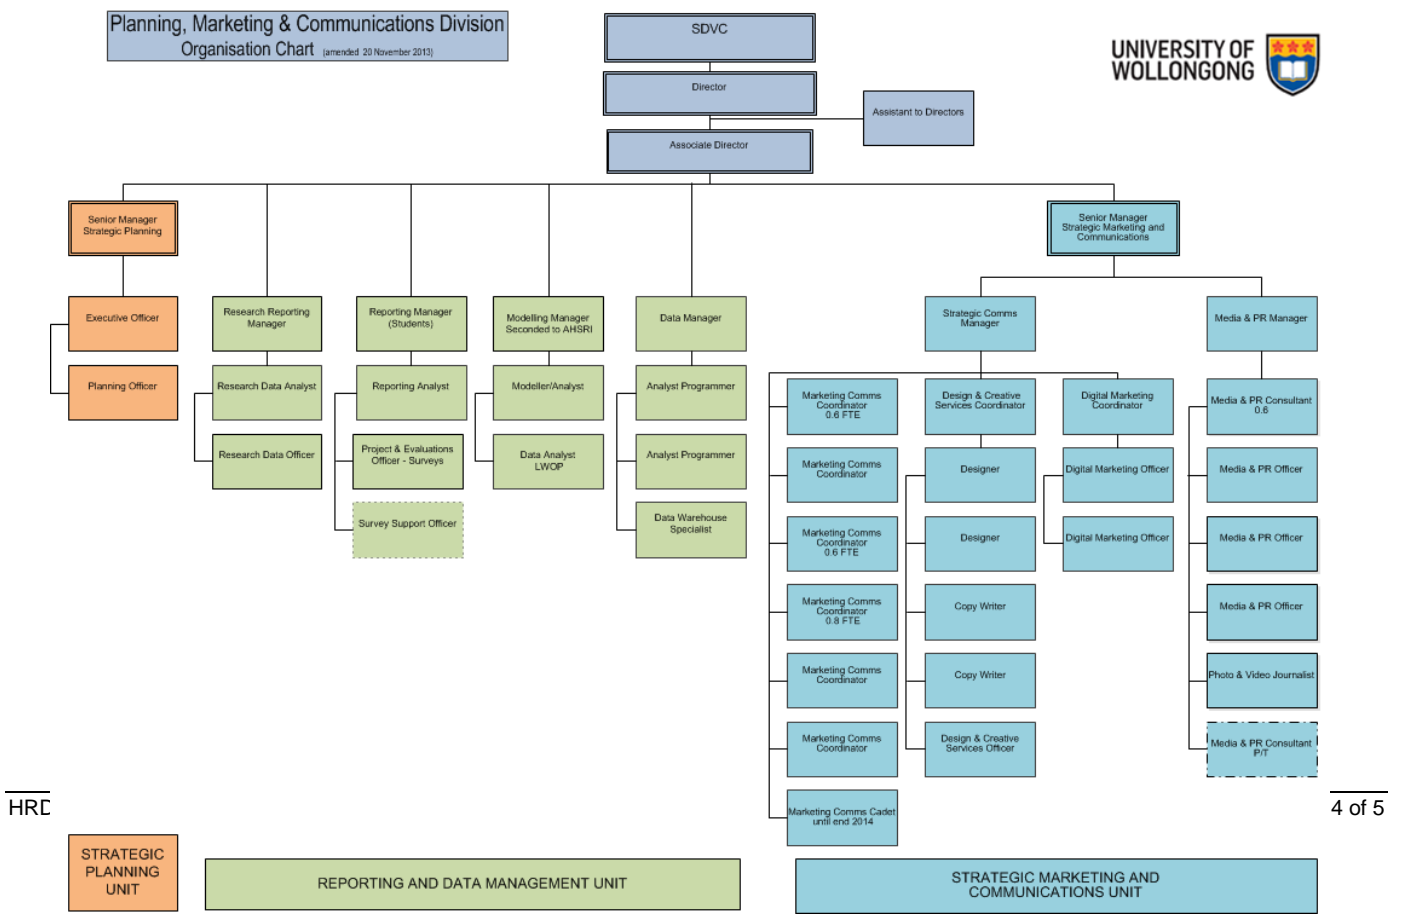 Planning, Marketing & Communications Division
Organisation Chart (amended 20 November 2013)
SDVC
UNIVERSITY OF
WOLLONGONG
Director
Assistant to Directors
Associate Director
Senior Manager
Strategic Planning
Senior Manager
Strategic Marketing and
Communications
Executive Officer
Planning Officer
Research Reporting
Manager
Research Data Analyst
Research Data Officer
Reporting Manager
(Students)
Reporting Analyst
Project & Evaluations
Officer - Surveys
Survey Support Officer
Modelling Manager
Seconded to AHSRI
Modeller/Analyst
Data Analyst
LWOP
Data Manager
Analyst Programmer
Analyst Programmer
Data Warehouse
Specialist
Strategic Comms
Manager
Marketing Comms
Coordinator
0.6 FTE
Marketing Comms
Coordinator
Marketing Comms
Coordinator
0.6 FTE
Marketing Comms
Coordinator
0.8 FTE
Marketing Comms
Coordinator
Marketing Comms
Coordinator
Marketing Comms Cadet
until end 2014
Design & Creative
Services Coordinator
Designer
Designer
Copy Writer
Copy Writer
Design & Creative
Services Officer
Digital Marketing
Coordinator
Digital Marketing Officer
Digital Marketing Officer
Media & PR Manager
Media & PR Consultant
0.6
Media & PR Officer
Media & PR Officer
Media & PR Officer
Photo & Video Journalist
Media & PR Consultant
P/T
HRD
4 of 5
STRATEGIC
PLANNING
UNIT
REPORTING AND DATA MANAGEMENT UNIT
STRATEGIC MARKETING AND
COMMUNICATIONS UNIT